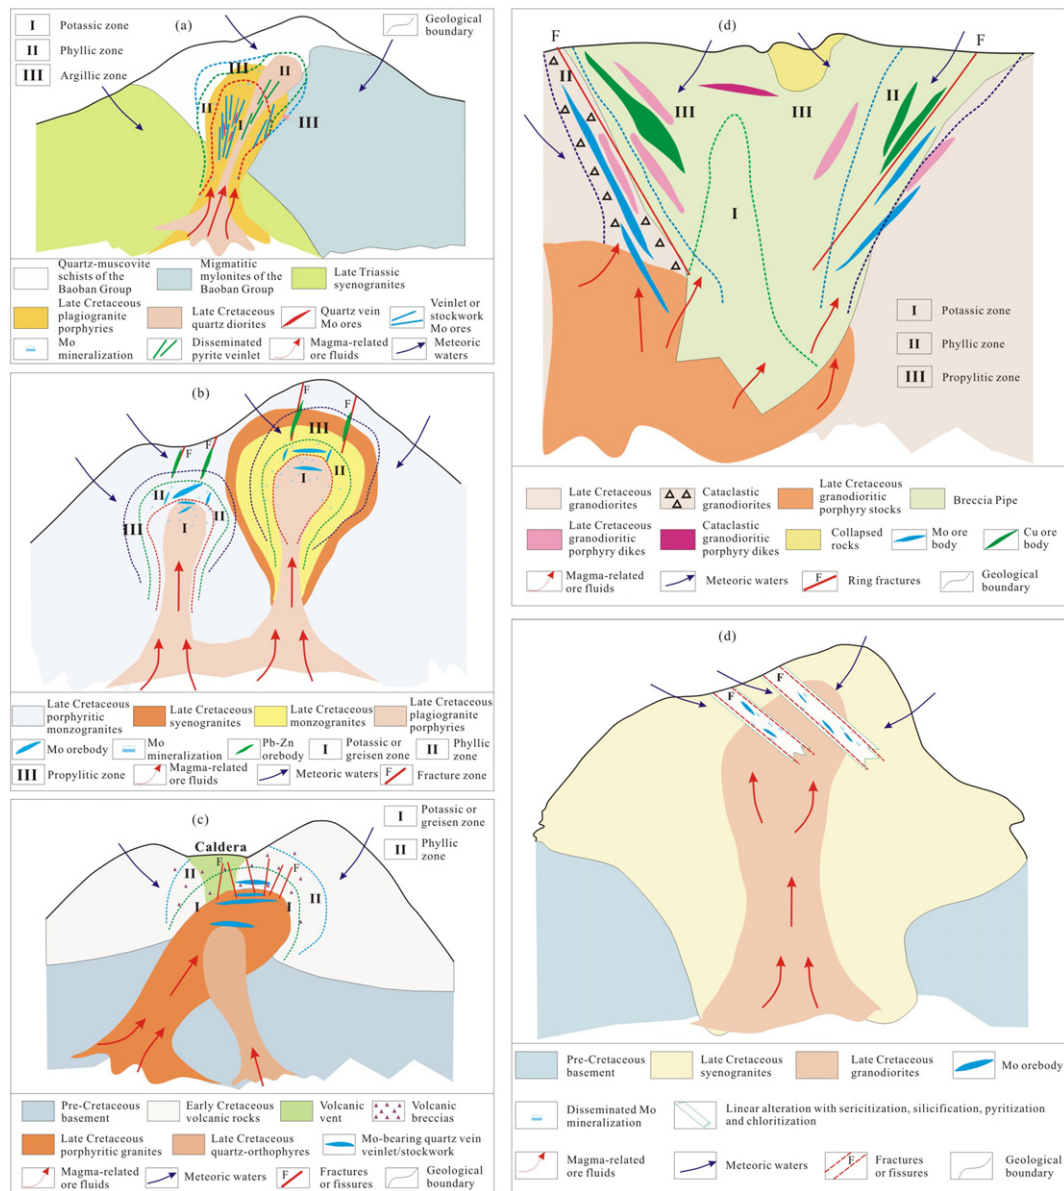 (a)
I Potassic zone
II Phyllic zone
III Argillic zone
Geological
boundary
III
II
II
I
III
Quartz-muscovite
schists of the
Baoban Group
Migmatitic
mylonites of the
Baoban Group
Late Triassic
syenogranites
Late Cretaceous
plagiogranite
porphyries
Late Cretaceous
quartz diorites
Quartz vein
Mo ores
Veinlet or
stockwork
Mo ores
Mo
mineralization
Disseminated
pyrite veinlet
Magma-related
ore fluids
Meteoric
waters
(b)
F
F
F
F
III
II
I
II
I
II
III
Late Cretaceous
porphyritic
monzogranites
Late Cretaceous
syenogranites
Late Cretaceous
monzogranites
Late Cretaceous
plagiogranite
porphyries
Mo orebody
Mo
mineralization
Pb-Zn
orebody
I Potassic or
greisen zone
II Phyllic
zone
III Propylitic zone
Magma-related
ore fluids
Meteoric waters
F Fracture
zone
(c)
I Potassic or
greisen zone
II Phyllic
zone
Caldera
F
F
II
I
I
II
Pre-Cretaceous
basement
Early Cretaceous
volcanic rocks
Volcanic
vent
Volcanic
breccias
Late Cretaceous
porphyritic granites
Late Cretaceous
quartz-orthophyres
Mo-bearing quartz vein
veinlet/stockwork
Magma-related
ore fluids
Meteoric
waters
F Fractures
or fissures
Geological
boundary
(d)
F
F
II
III
III
II
I
I Potassic zone
II Phyllic zone
III Propylitic zone
Late Cretaceous
granodiorites
Cataclastic
granodiorites
Late Cretaceous
granodioritic
porphyry stocks
Breccia Pipe
Late Cretaceous
granodioritic
porphyry dikes
Cataclastic
granodioritic
porphyry dikes
Collapsed
rocks
Mo ore
body
Cu ore
body
Magma-related
ore fluids
Meteoric waters
F Ring fractures
Geological
boundary
(d)
F
F
Pre-Cretaceous
basement
Late Cretaceous
syenogranites
Late Cretaceous
granodiorites
Mo orebody
Disseminated Mo
mineralization
Linear alteration with sericitization, silicification, pyritization
and chloritization
Magma-related
ore fluids
Meteoric waters
F Fractures
or fissures
Geological
boundary